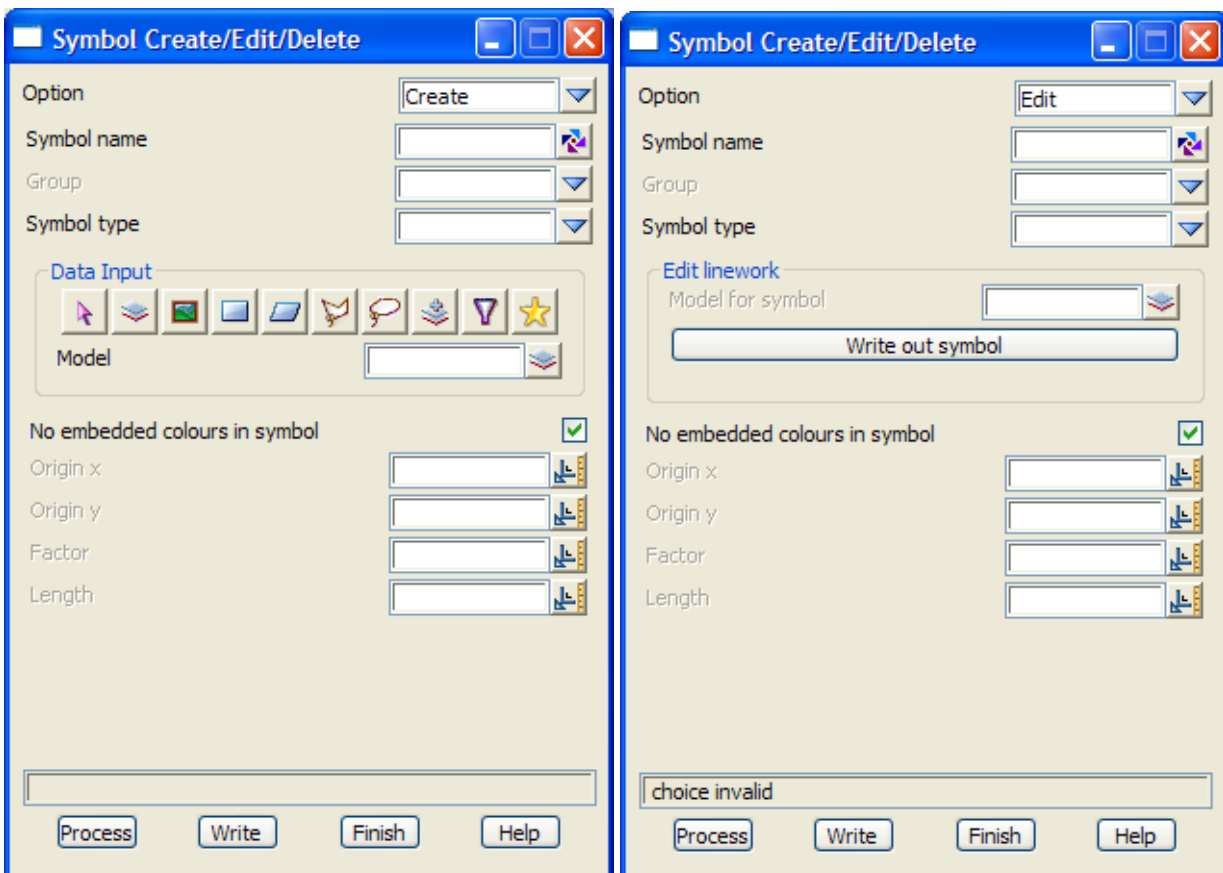 Symbol Create/Edit/Delete
Option Create
Symbol name
Group
Symbol type
Data Input
Model
No embedded colours in symbol
Origin x
Origin y
Factor
Length
Process Write Finish Help
Symbol Create/Edit/Delete
Option Edit
Symbol name
Group
Symbol type
Edit linework
Model for symbol
Write out symbol
No embedded colours in symbol
Origin x
Origin y
Factor
Length
choice invalid
Process Write Finish Help